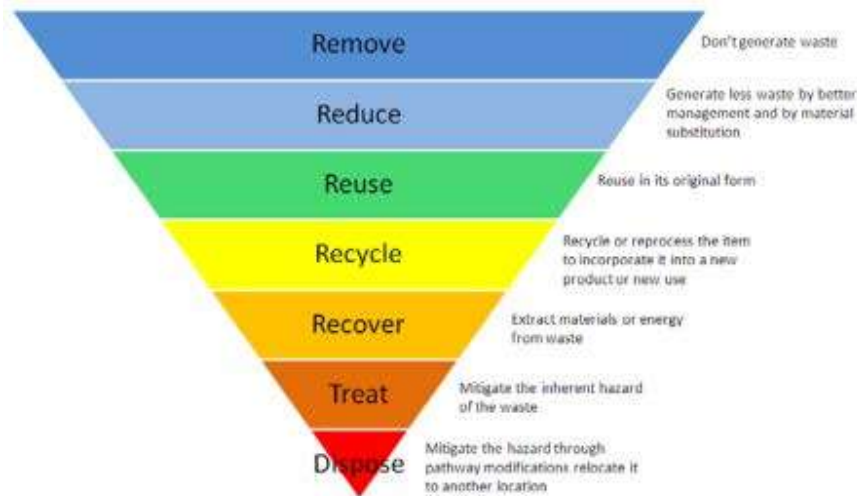 Remove
Don't generate waste
Reduce
Generate less waste by better
management and by material
substitution
Reuse
Reuse in its original form
Recycle
Recycle or reprocess the item
to incorporate it into a new
product or new use
Recover
Extract materials or energy
from waste
Treat
Mitigate the inherent hazard
of the waste
Dispose
Mitigate the hazard through
pathway modifications relocate it
to another location